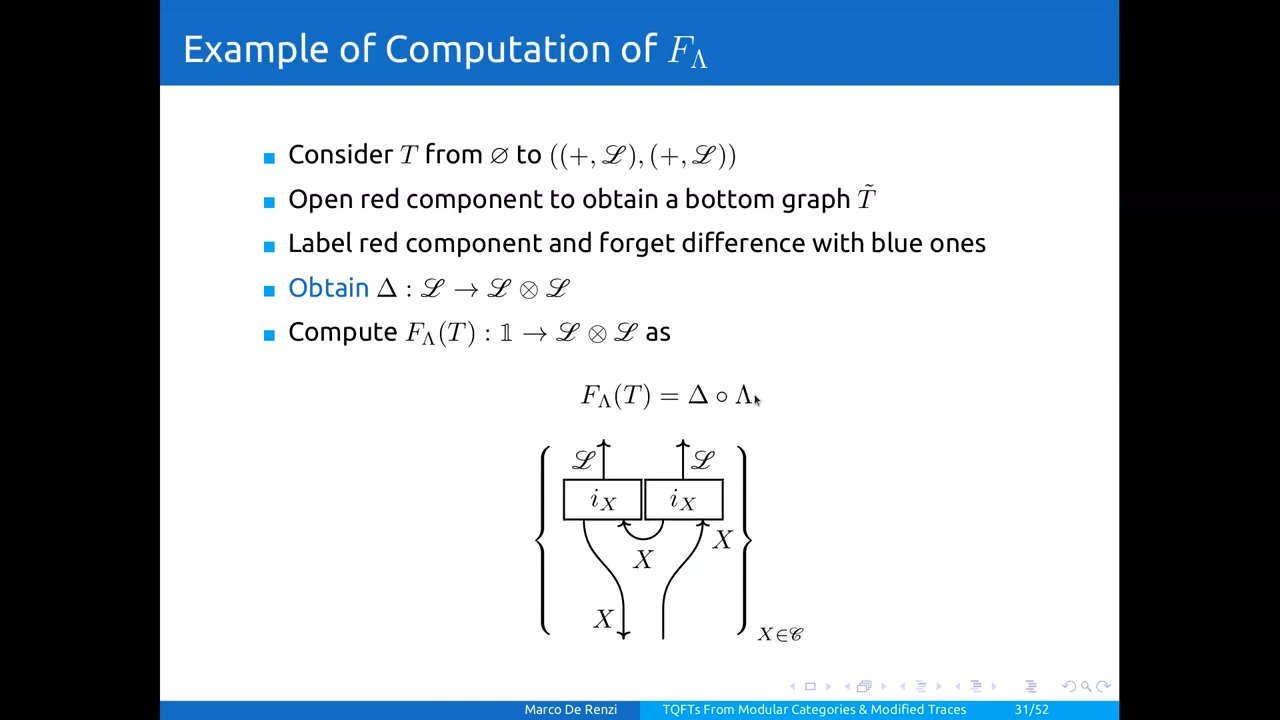 Example of Computation of F_Λ
Consider T from ∅ to ((+, ℒ), (+, ℒ))
Open red component to obtain a bottom graph T̃
Label red component and forget difference with blue ones
Obtain Δ : ℒ → ℒ ⊗ ℒ
Compute F_Λ(T) : 𝟙 → ℒ ⊗ ℒ as
F_Λ(T) = Δ ∘ Λ
ℒ ℒ
i_X i_X
X
X
X
X∈𝒞
Marco De Renzi TQFTs From Modular Categories & Modified Traces 31/52